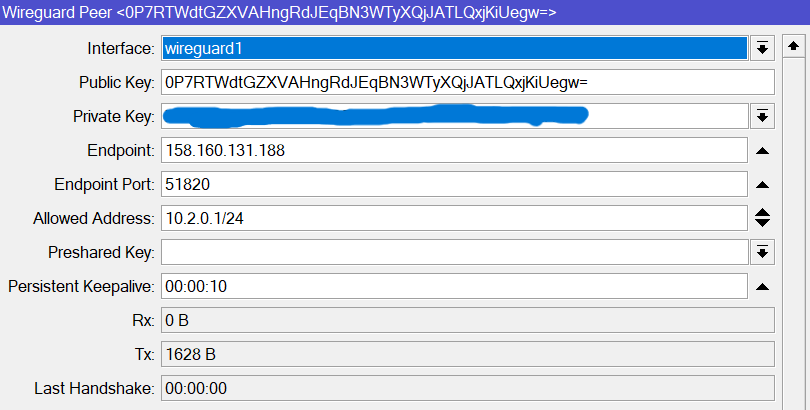 Wireguard Peer <0P7RTWdtGZXVAHngRdJEqBN3WTyXQjJATLQxjKiUegw=>
Interface: wireguard1
Public Key: 0P7RTWdtGZXVAHngRdJEqBN3WTyXQjJATLQxjKiUegw=
Private Key:
Endpoint: 158.160.131.188
Endpoint Port: 51820
Allowed Address: 10.2.0.1/24
Preshared Key:
Persistent Keepalive: 00:00:10
Rx: 0 B
Tx: 1628 B
Last Handshake: 00:00:00